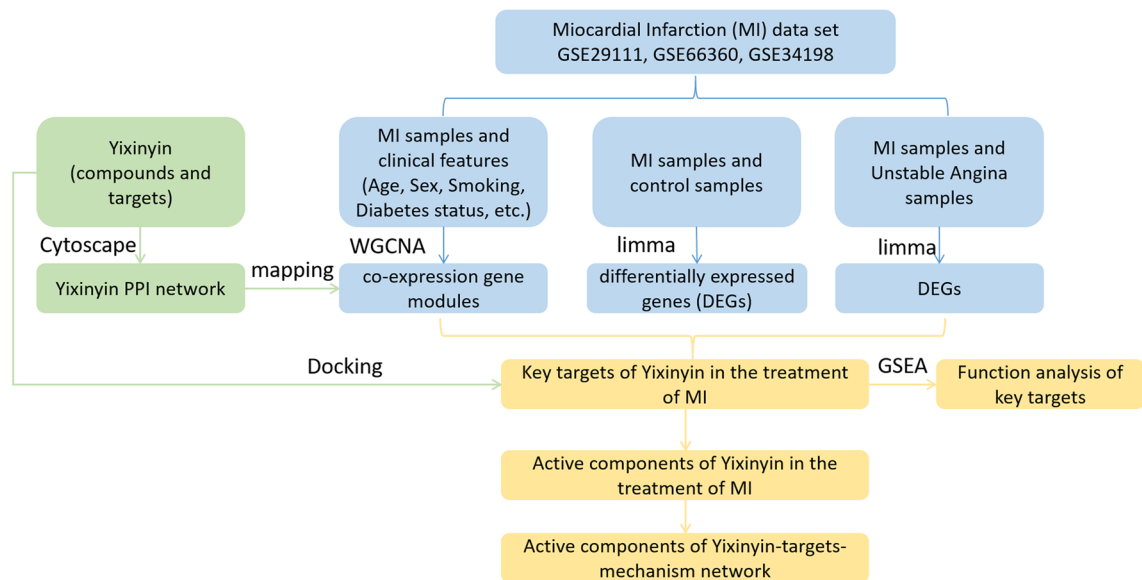 Miocardial Infarction (MI) data set
GSE29111, GSE66360, GSE34198
Yixinyin
(compounds and
targets)
MI samples and
clinical features
(Age, Sex, Smoking,
Diabetes status, etc.)
MI samples and
control samples
MI samples and
Unstable Angina
samples
Cytoscape
WGCNA
limma
limma
Yixinyin PPI network
mapping
co-expression gene
modules
differentially expressed
genes (DEGs)
DEGs
Docking
Key targets of Yixinyin in the treatment
of MI
GSEA
Function analysis of
key targets
Active components of Yixinyin in the
treatment of MI
Active components of Yixinyin-targets-
mechanism network